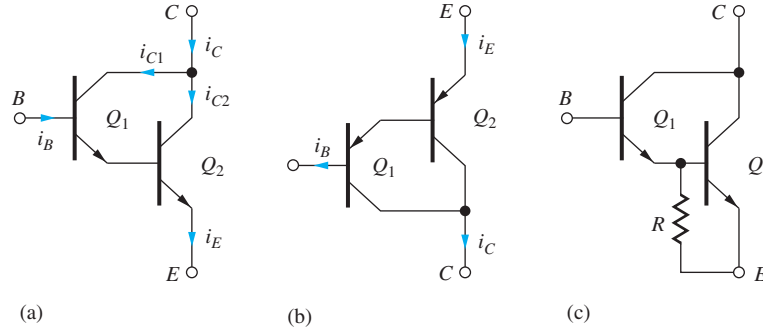 C
i_C
i_C1
i_C2
B
i_B
Q_1
Q_2
i_E
E
(a)
E
i_E
Q_2
i_B
Q_1
i_C
C
(b)
C
B
Q_1
Q
R
E
(c)